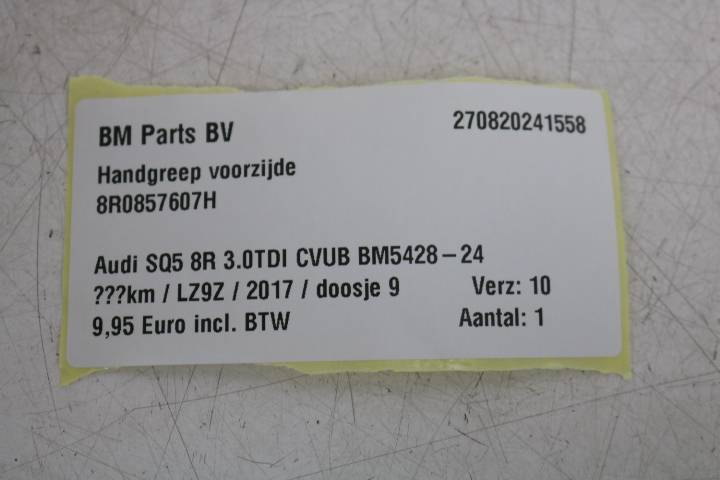 BM Parts BV 270820241558
Handgreep voorzijde
8R0857607H
Audi SQ5 8R 3.0TDI CVUB BM5428-24
???km / LZ9Z / 2017 / doosje 9 Verz: 10
9,95 Euro incl. BTW Aantal: 1